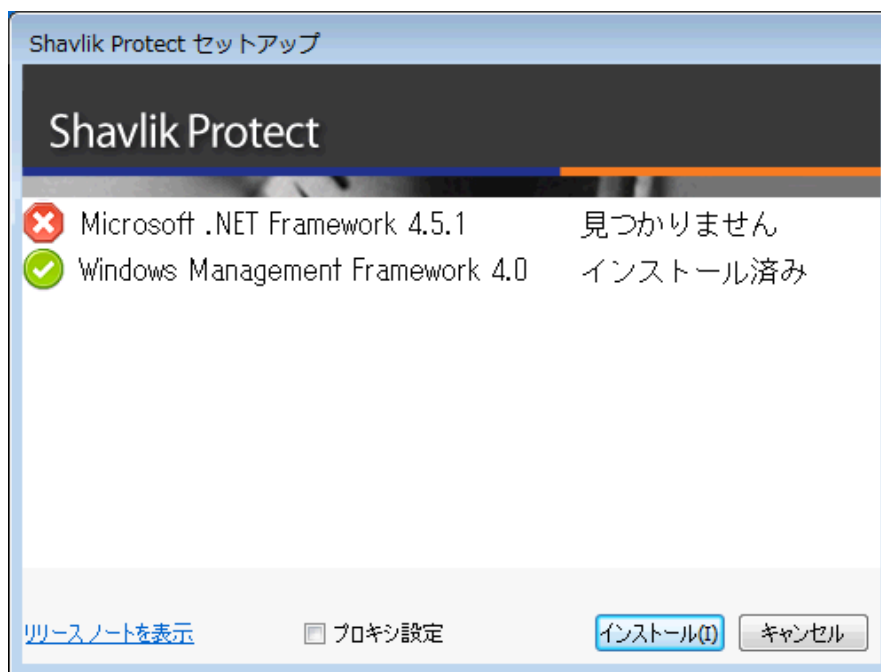 Shavlik Protect セットアップ
Shavlik Protect
Microsoft .NET Framework 4.5.1 見つかりません
Windows Management Framework 4.0 インストール済み
リリースノートを表示 プロキシ設定 インストール(I) キャンセル